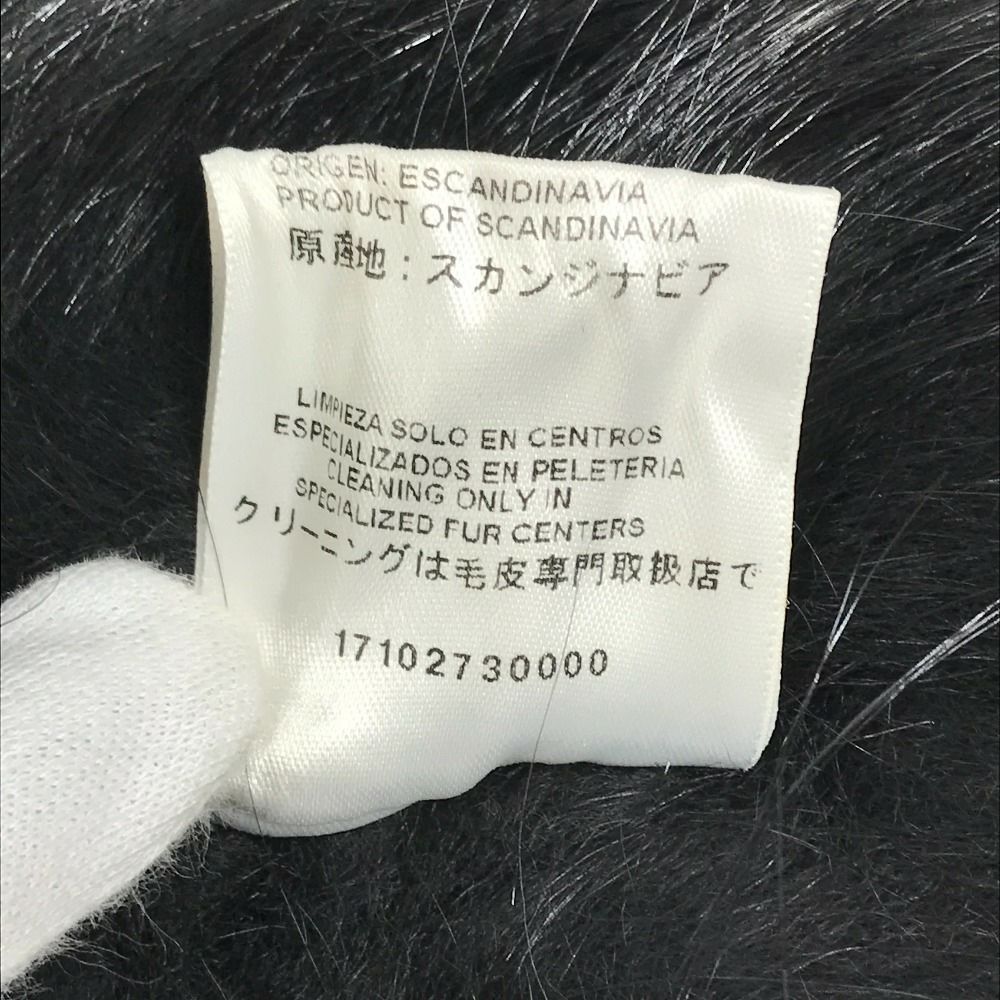 ORIGEN: ESCANDINAVIA
PRODUCT OF SCANDINAVIA
原産地:スカンジナビア
LIMPIEZA SOLO EN CENTROS
ESPECIALIZADOS EN PELETERIA
CLEANING ONLY IN
SPECIALIZED FUR CENTERS
クリーニングは毛皮専門取扱店で
17102730000